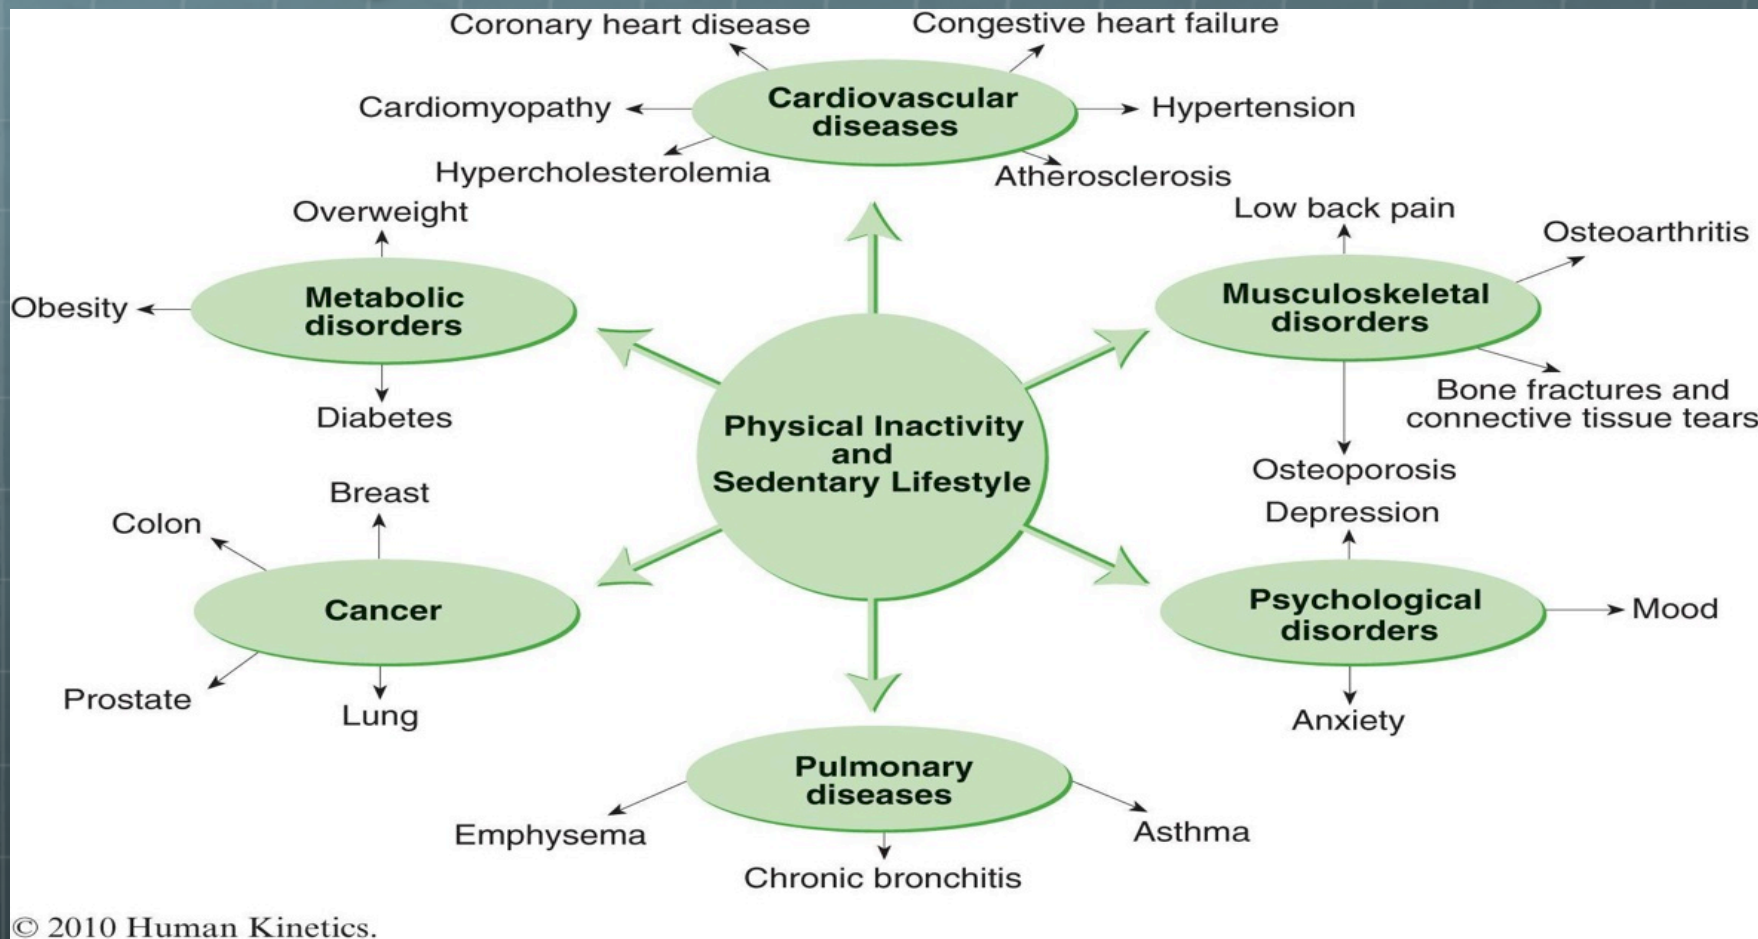 Coronary heart disease
Congestive heart failure
Cardiomyopathy
Cardiovascular
diseases
Hypertension
Hypercholesterolemia
Atherosclerosis
Overweight
Obesity
Metabolic
disorders
Diabetes
Low back pain
Osteoarthritis
Musculoskeletal
disorders
Bone fractures and
connective tissue tears
Osteoporosis
Physical Inactivity
and
Sedentary Lifestyle
Breast
Colon
Cancer
Prostate
Lung
Depression
Psychological
disorders
Mood
Anxiety
Pulmonary
diseases
Emphysema
Chronic bronchitis
Asthma
© 2010 Human Kinetics.